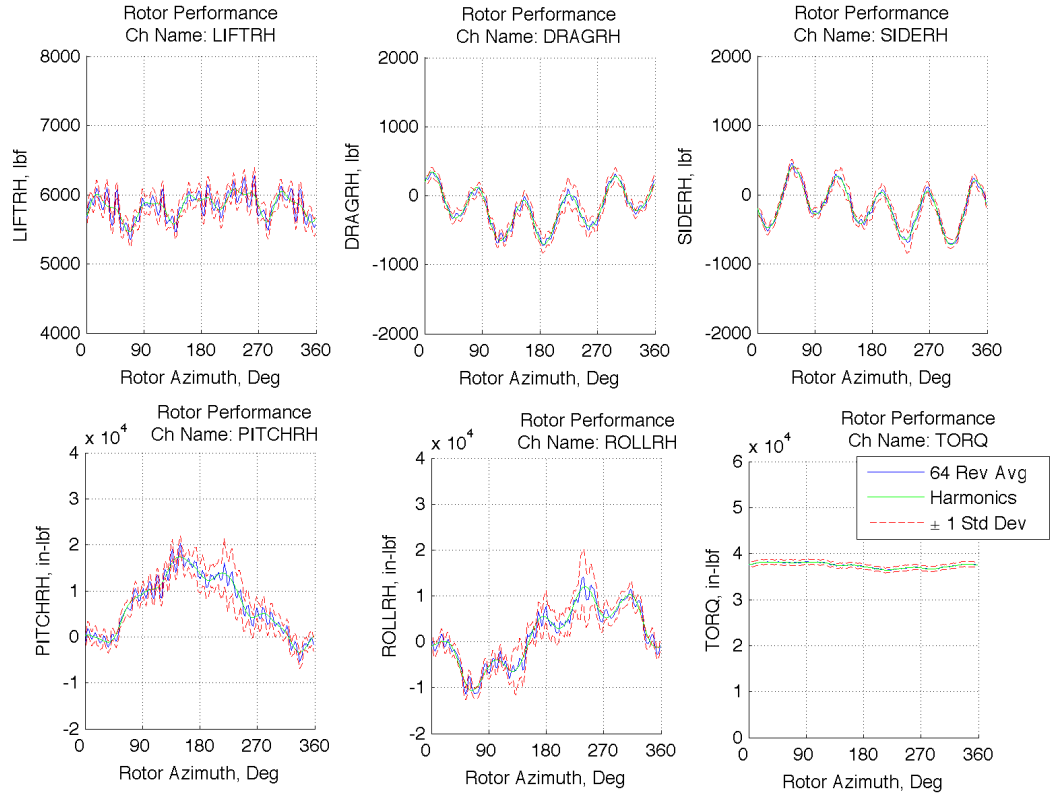 Rotor Performance
Ch Name: LIFTRH
8000
7000
6000
5000
4000
LIFTRH, lbf
0 90 180 270 360
Rotor Azimuth, Deg
Rotor Performance
Ch Name: DRAGRH
2000
1000
0
-1000
-2000
DRAGRH, lbf
0 90 180 270 360
Rotor Azimuth, Deg
Rotor Performance
Ch Name: SIDERH
2000
1000
0
-1000
-2000
SIDERH, lbf
0 90 180 270 360
Rotor Azimuth, Deg
Rotor Performance
Ch Name: PITCHRH
x 10^4
4
3
2
1
0
-1
-2
PITCHRH, in-lbf
0 90 180 270 360
Rotor Azimuth, Deg
Rotor Performance
Ch Name: ROLLRH
x 10^4
4
3
2
1
0
-1
-2
ROLLRH, in-lbf
0 90 180 270 360
Rotor Azimuth, Deg
Rotor Performance
Ch Name: TORQ
x 10^4
6
5
4
3
2
1
0
TORQ, in-lbf
64 Rev Avg
Harmonics
± 1 Std Dev
0 90 180 270 360
Rotor Azimuth, Deg